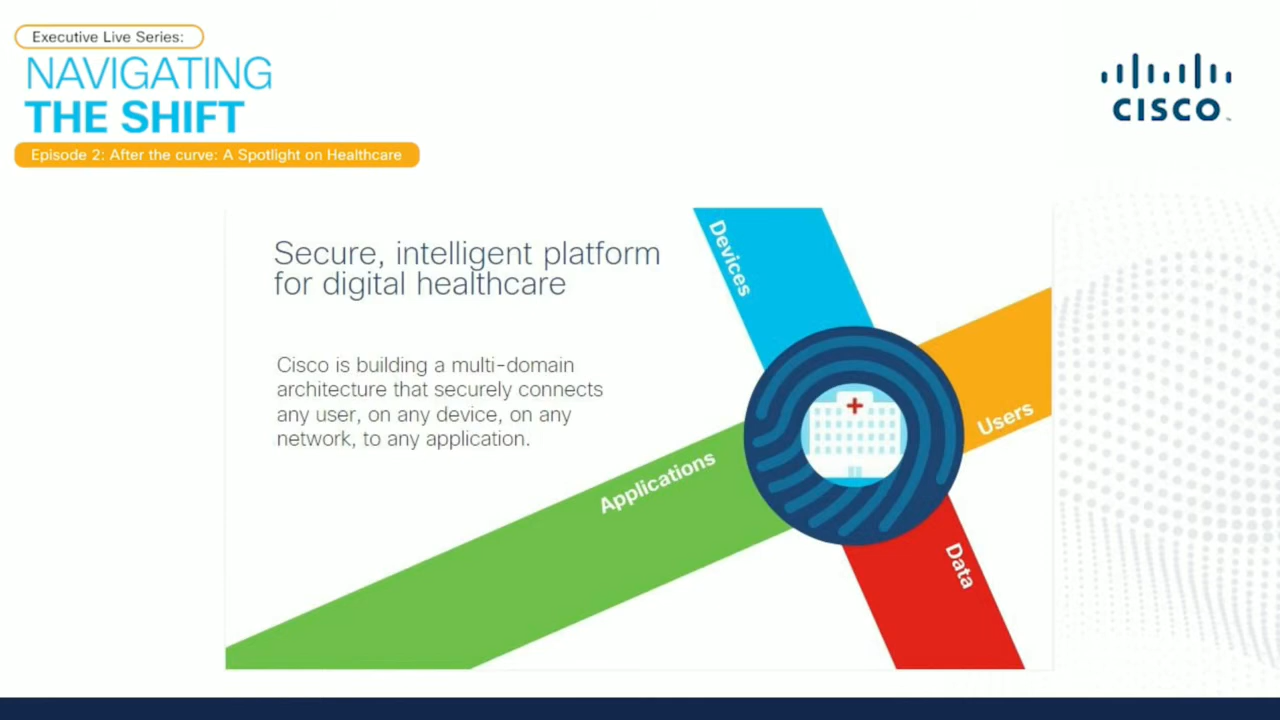 Executive Live Series:
NAVIGATING
THE SHIFT
Episode 2: After the curve: A Spotlight on Healthcare
CISCO
Secure, intelligent platform
for digital healthcare
Cisco is building a multi-domain
architecture that securely connects
any user, on any device, on any
network, to any application.
Devices
Users
Applications
Data